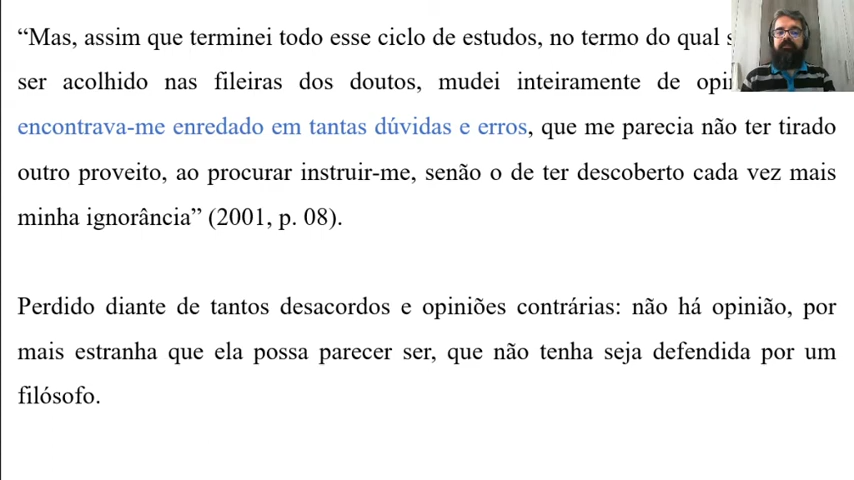 “Mas, assim que terminei todo esse ciclo de estudos, no termo do qual
ser acolhido nas fileiras dos doutos, mudei inteiramente de
encontrava-me enredado em tantas dúvidas e erros, que me parecia não ter tirado
outro proveito, ao procurar instruir-me, senão o de ter descoberto cada vez mais
minha ignorância” (2001, p. 08).
Perdido diante de tantos desacordos e opiniões contrárias: não há opinião, por
mais estranha que ela possa parecer ser, que não tenha seja defendida por um
filósofo.